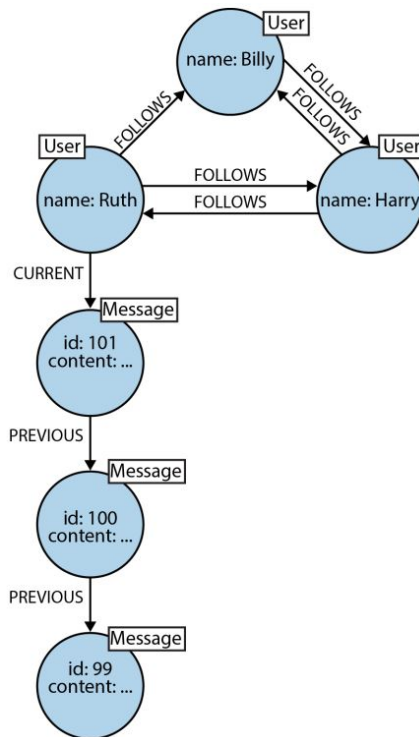 User
name: Billy
FOLLOWS
FOLLOWS
FOLLOWS
User
User
name: Ruth
FOLLOWS
FOLLOWS
name: Harry
CURRENT
Message
id: 101
content: ...
PREVIOUS
Message
id: 100
content: ...
PREVIOUS
Message
id: 99
content: ...